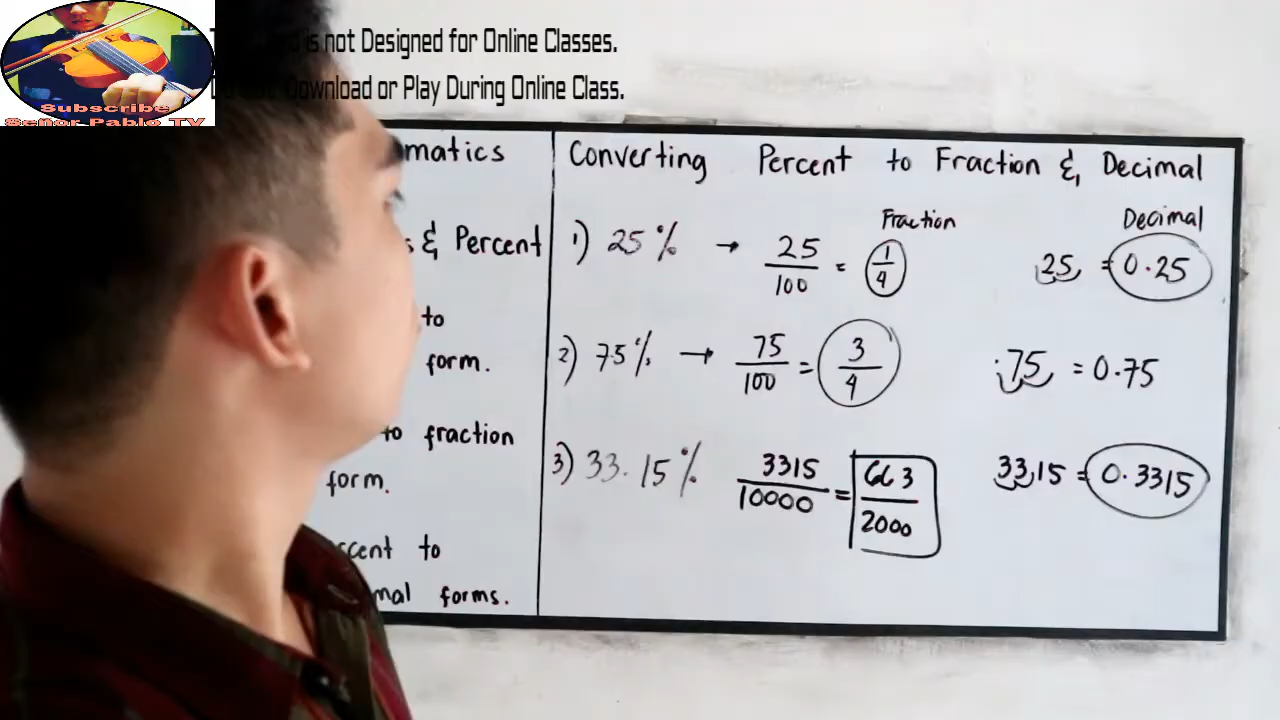 is not Designed for Online Classes.
Download or Play During Online Class.
Subscribe
Señor Pablo TV
matics
& Percent
to
form.
to fraction
form.
cent to
mal forms.
Converting Percent to Fraction & Decimal
Fraction Decimal
1) 25% → 25/100 = 1/4 25 = 0.25
2) 75% → 75/100 = 3/4 .75 = 0.75
3) 33.15% 3315/10000 = 663/2000 33.15 = 0.3315